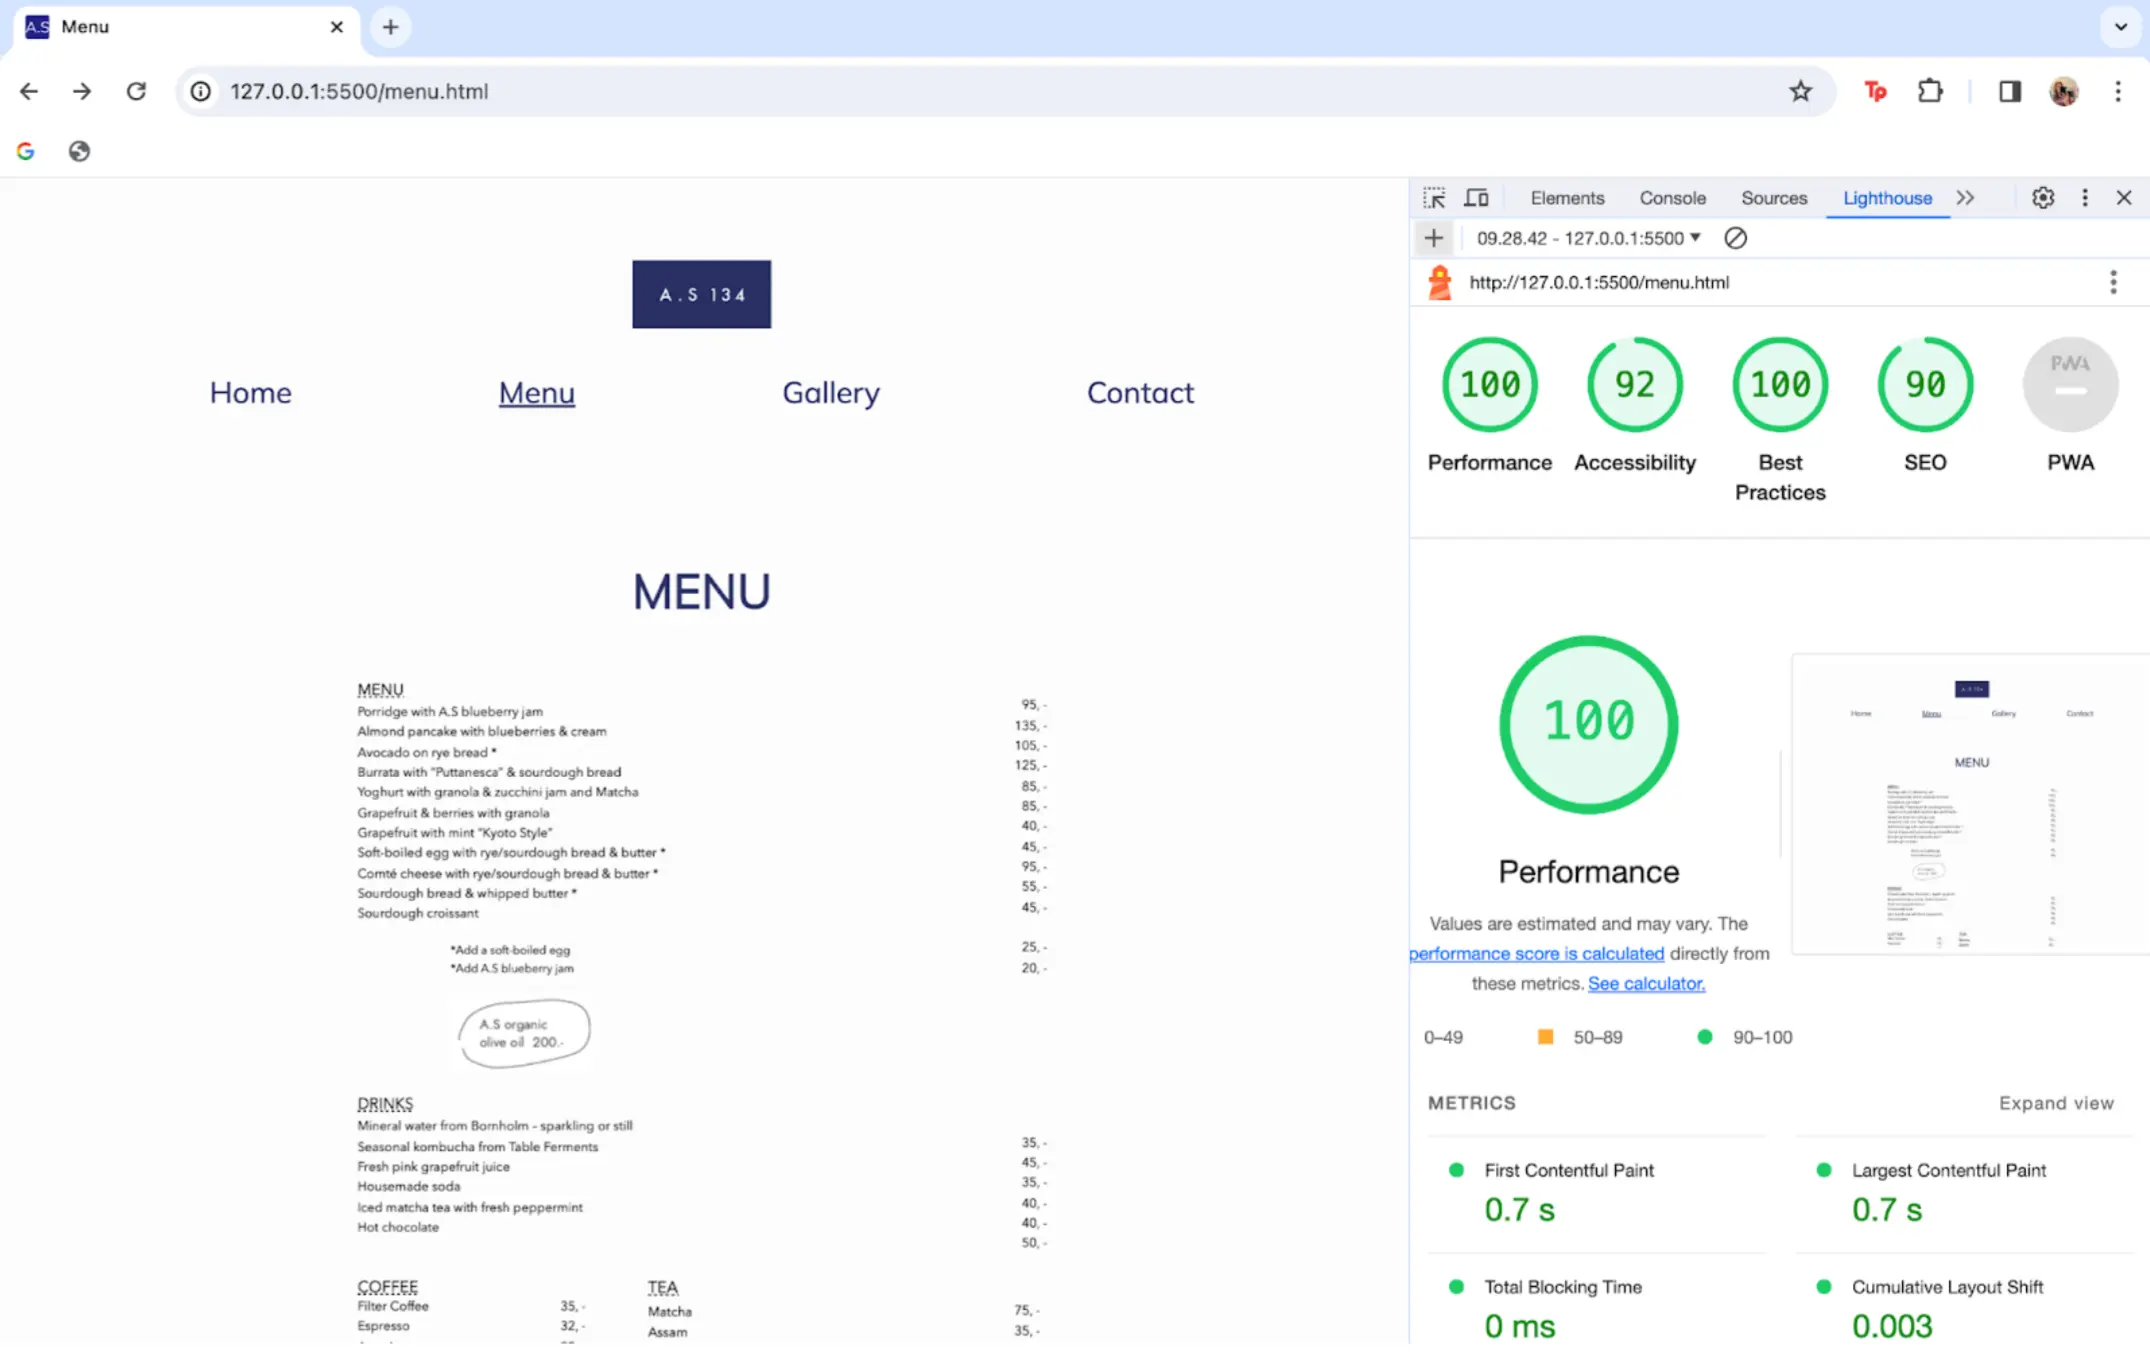 A.S Menu
127.0.0.1:5500/menu.html
Tp
G
A.S 134
Home Menu Gallery Contact
MENU
MENU
Porridge with A.S blueberry jam 95,-
Almond pancake with blueberries & cream 135,-
Avocado on rye bread * 105,-
Burrata with "Puttanesca" & sourdough bread 125,-
Yoghurt with granola & zucchini jam and Matcha 85,-
Grapefruit & berries with granola 85,-
Grapefruit with mint "Kyoto Style" 40,-
Soft-boiled egg with rye/sourdough bread & butter * 45,-
Comté cheese with rye/sourdough bread & butter * 95,-
Sourdough bread & whipped butter * 55,-
Sourdough croissant 45,-
*Add a soft-boiled egg 25,-
*Add A.S blueberry jam 20,-
A.S organic
olive oil 200.-
DRINKS
Mineral water from Bornholm - sparkling or still 35,-
Seasonal kombucha from Table Ferments 45,-
Fresh pink grapefruit juice 35,-
Housemade soda 40,-
Iced matcha tea with fresh peppermint 40,-
Hot chocolate 50,-
COFFEE TEA
Filter Coffee 35,- Matcha 75,-
Espresso 32,- Assam 35,-
Elements Console Sources Lighthouse
09.28.42 - 127.0.0.1:5500
http://127.0.0.1:5500/menu.html
100 92 100 90 PWA
Performance Accessibility Best Practices SEO PWA
100
Performance
Values are estimated and may vary. The
performance score is calculated directly from
these metrics. See calculator.
0–49 50–89 90–100
Home Menu Gallery Contact
MENU
METRICS Expand view
First Contentful Paint Largest Contentful Paint
0.7 s 0.7 s
Total Blocking Time Cumulative Layout Shift
0 ms 0.003